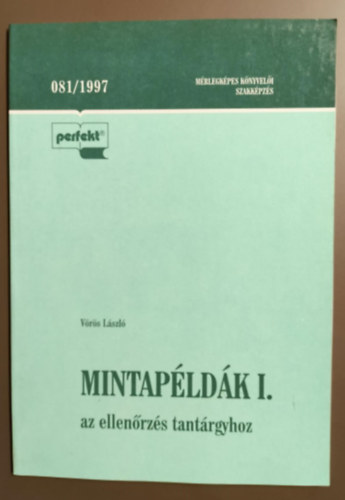 081/1997
MÉRLEGKÉPES KÖNYVELŐI
SZAKKÉPZÉS
perfekt®
Vörös László
MINTAPÉLDÁK I.
az ellenőrzés tantárgyhoz